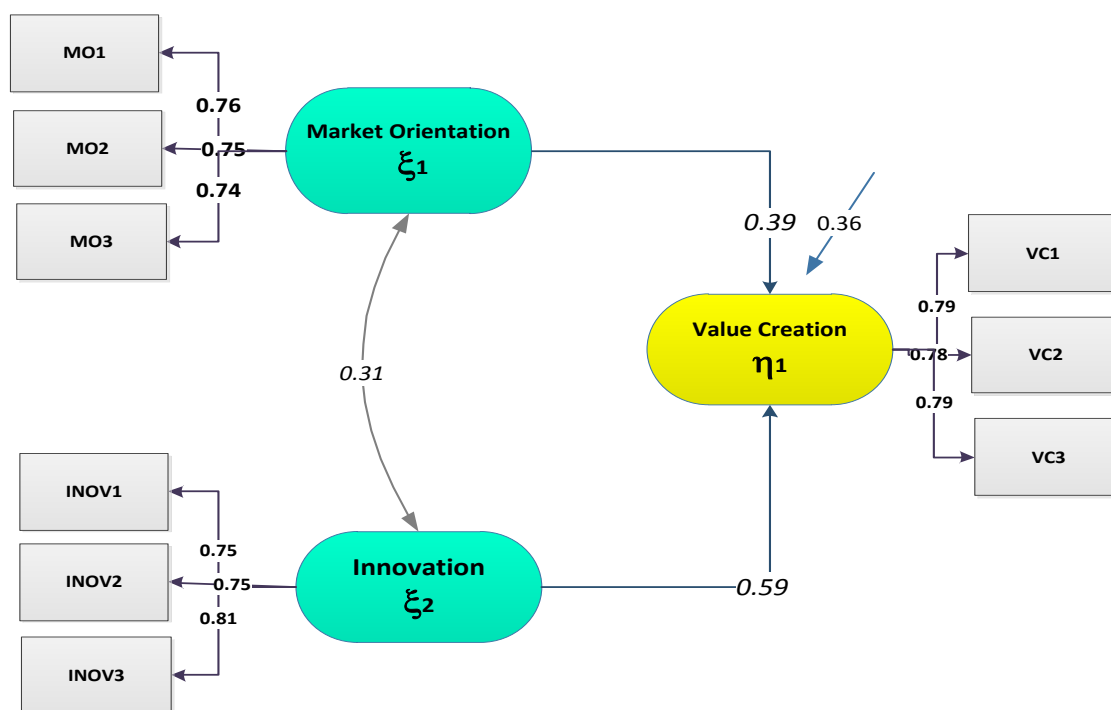 MO1
0.76
MO2
0.75
0.74
MO3
Market Orientation
ξ1
0.39
0.36
0.31
Value Creation
η1
VC1
0.79
VC2
0.78
0.79
VC3
INOV1
0.75
INOV2
0.75
0.81
INOV3
Innovation
ξ2
0.59